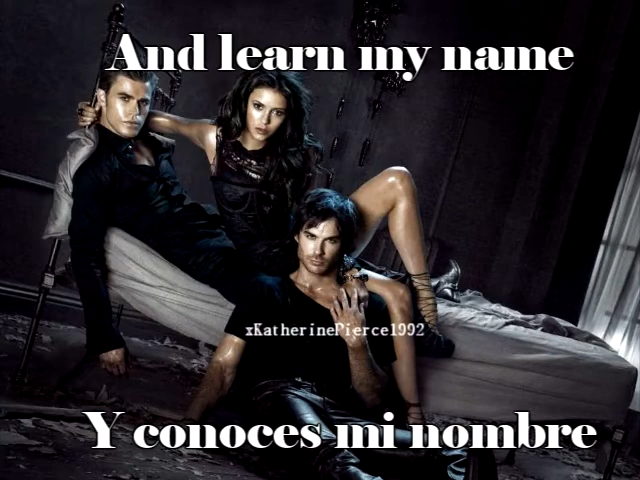 And learn my name
xKatherinePierce1992
Y conoces mi nombre